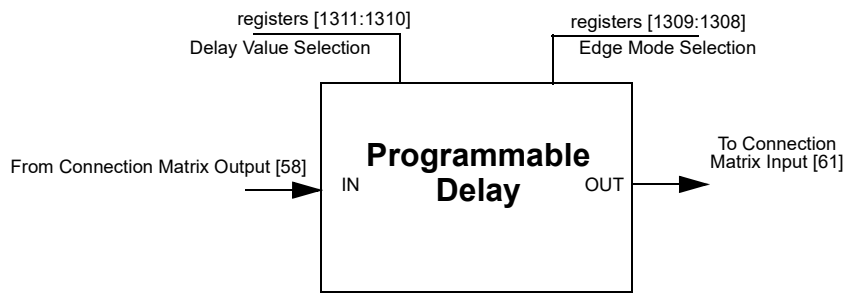 registers [1311:1310]
Delay Value Selection
registers [1309:1308]
Edge Mode Selection
From Connection Matrix Output [58]
IN
Programmable
Delay
OUT
To Connection
Matrix Input [61]